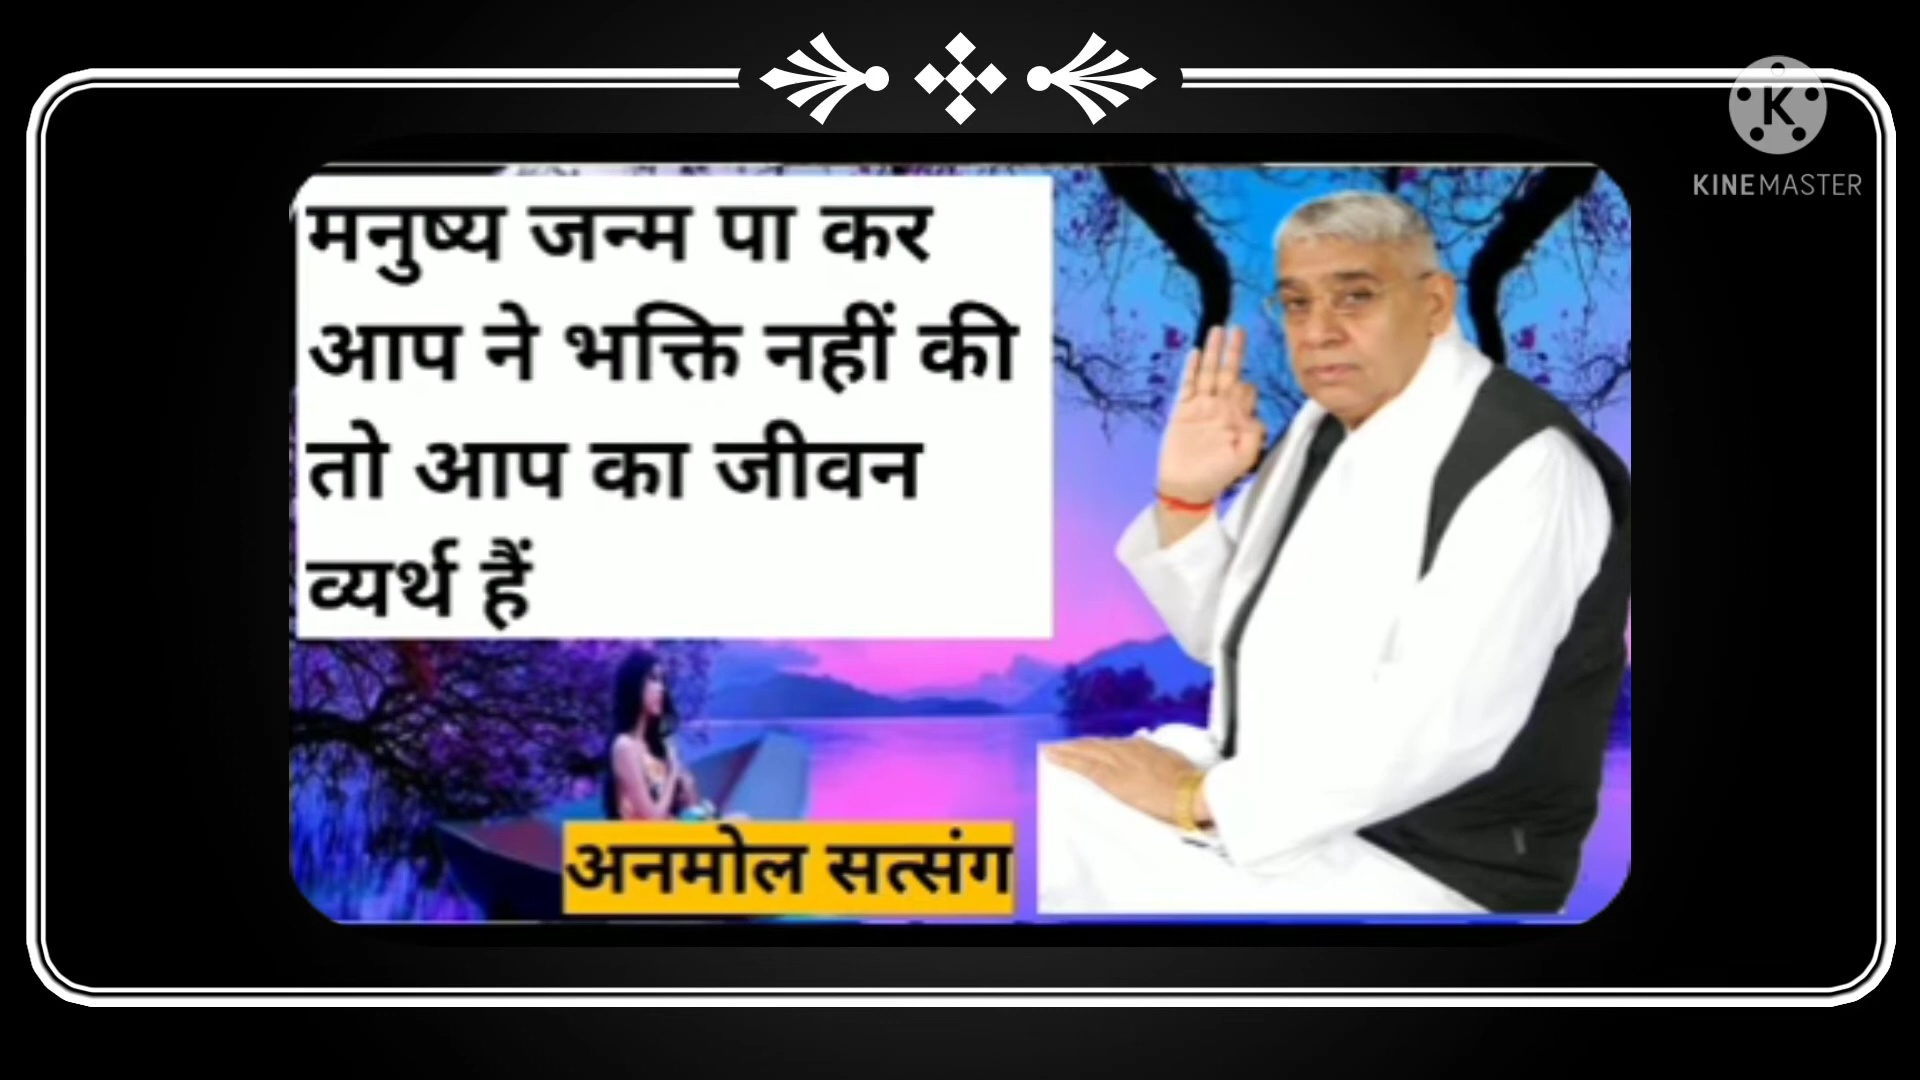 KINEMASTER
मनुष्य जन्म पा कर
आप ने भक्ति नहीं की
तो आप का जीवन
व्यर्थ हैं
अनमोल सत्संग